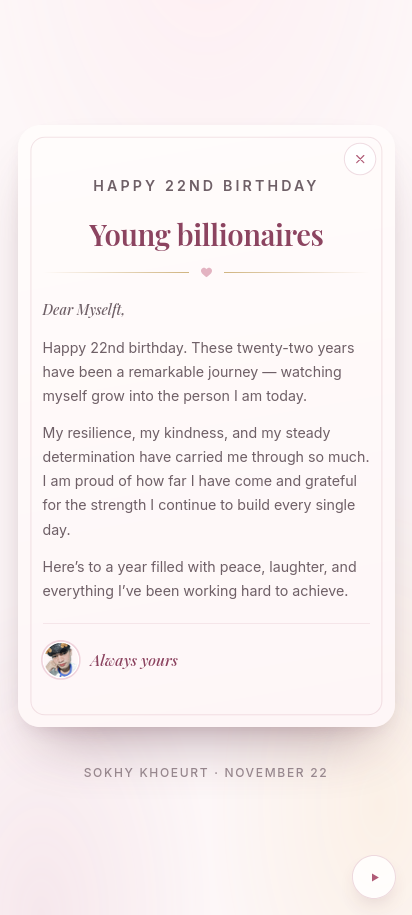 HAPPY 22ND BIRTHDAY
Young billionaires
Dear Myselft,
Happy 22nd birthday. These twenty-two years
have been a remarkable journey — watching
myself grow into the person I am today.
My resilience, my kindness, and my steady
determination have carried me through so much.
I am proud of how far I have come and grateful
for the strength I continue to build every single
day.
Here’s to a year filled with peace, laughter, and
everything I’ve been working hard to achieve.
Always yours
SOKHY KHOEURT · NOVEMBER 22